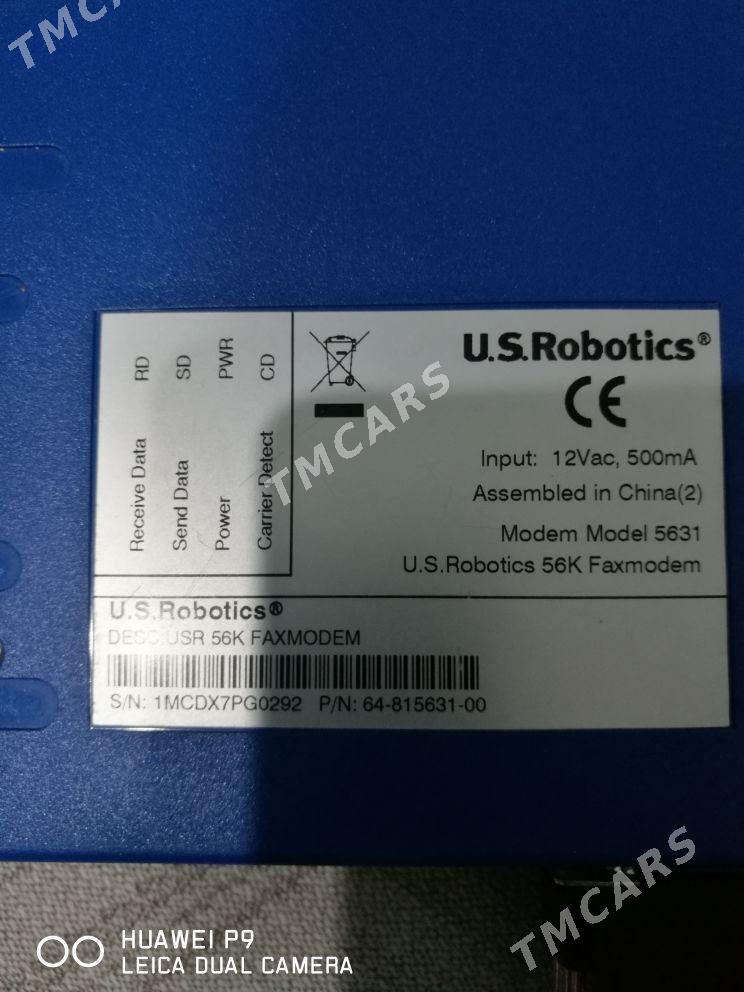 TMCARS
Receive Data RD
Send Data SD
Power PWR
Carrier Detect CD
U.S.Robotics®
CE
Input: 12Vac, 500mA
Assembled in China(2)
Modem Model 5631
U.S.Robotics 56K Faxmodem
TMCARS
U.S.Robotics®
DESC:USR 56K FAXMODEM
S/N: 1MCDX7PG0292 P/N: 64-815631-00
TMCARS
HUAWEI P9
LEICA DUAL CAMERA